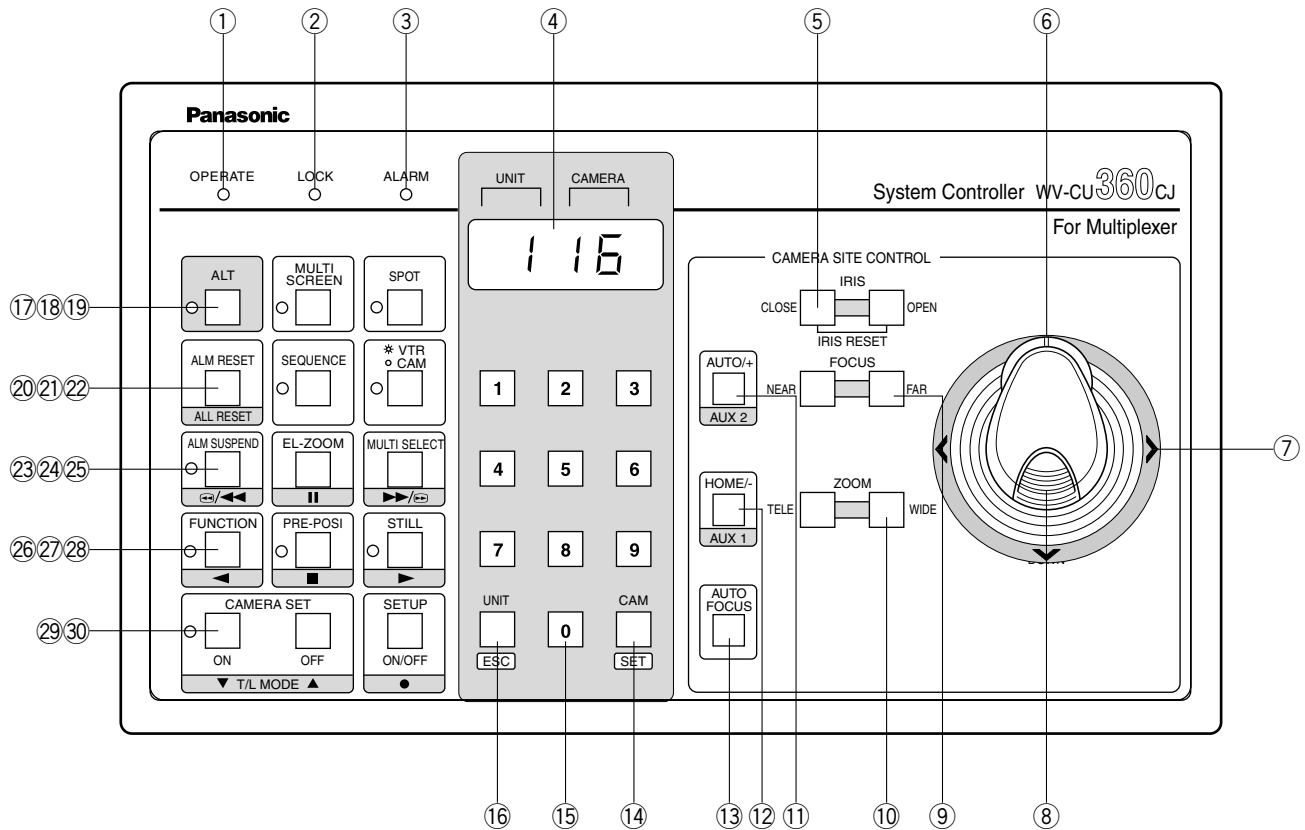 ① ② ③ ④ ⑤ ⑥
Panasonic
OPERATE LOCK ALARM
UNIT CAMERA
System Controller WV-CU360CJ
For Multiplexer
116
CAMERA SITE CONTROL
ALT MULTI SCREEN SPOT
⑰⑱⑲
IRIS
CLOSE OPEN
IRIS RESET
ALM RESET SEQUENCE VTR
CAM
⑳㉑㉒
ALL RESET
1 2 3
AUTO/+ FOCUS
NEAR FAR
AUX 2
⑦
ALM SUSPEND EL-ZOOM MULTI SELECT
㉓㉔㉕
4 5 6
HOME/- ZOOM
TELE WIDE
AUX 1
FUNCTION PRE-POSI STILL
㉖㉗㉘
7 8 9
CAMERA SET SETUP
㉙㉚
ON OFF ON/OFF
▼ T/L MODE ▲ ●
UNIT CAM
0
ESC SET
AUTO
FOCUS
⑯ ⑮ ⑭ ⑬ ⑫ ⑪ ⑩ ⑨ ⑧